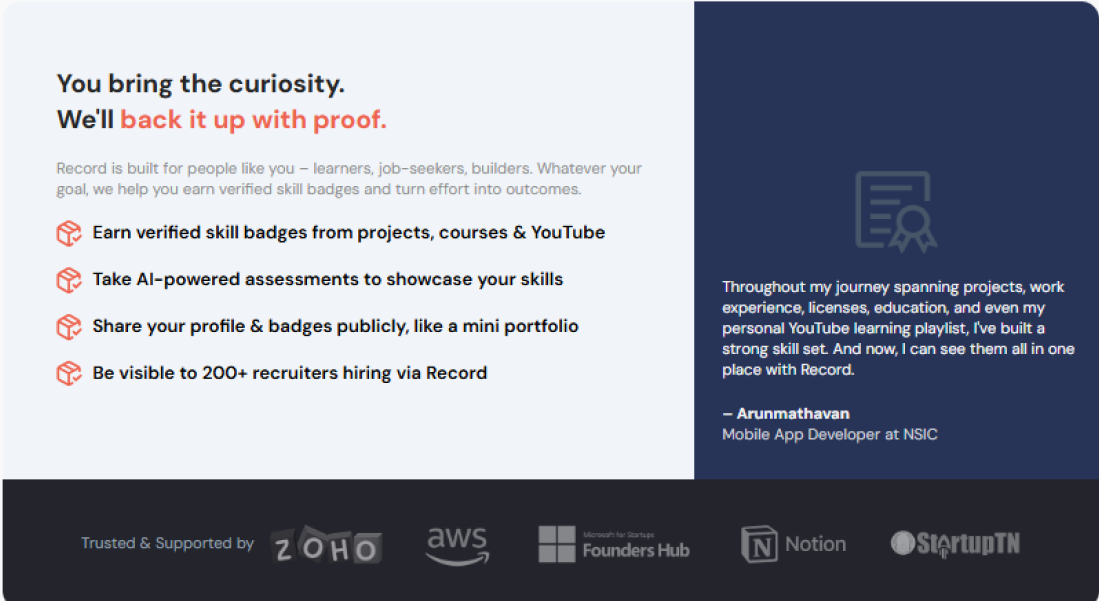 You bring the curiosity.
We'll back it up with proof.
Record is built for people like you – learners, job-seekers, builders. Whatever your
goal, we help you earn verified skill badges and turn effort into outcomes.
Earn verified skill badges from projects, courses & YouTube
Take AI-powered assessments to showcase your skills
Share your profile & badges publicly, like a mini portfolio
Be visible to 200+ recruiters hiring via Record
Throughout my journey spanning projects, work
experience, licenses, education, and even my
personal YouTube learning playlist, I've built a
strong skill set. And now, I can see them all in one
place with Record.
– Arunmathavan
Mobile App Developer at NSIC
Trusted & Supported by
ZOHO
aws
Microsoft for Startups
Founders Hub
N Notion
StartupTN